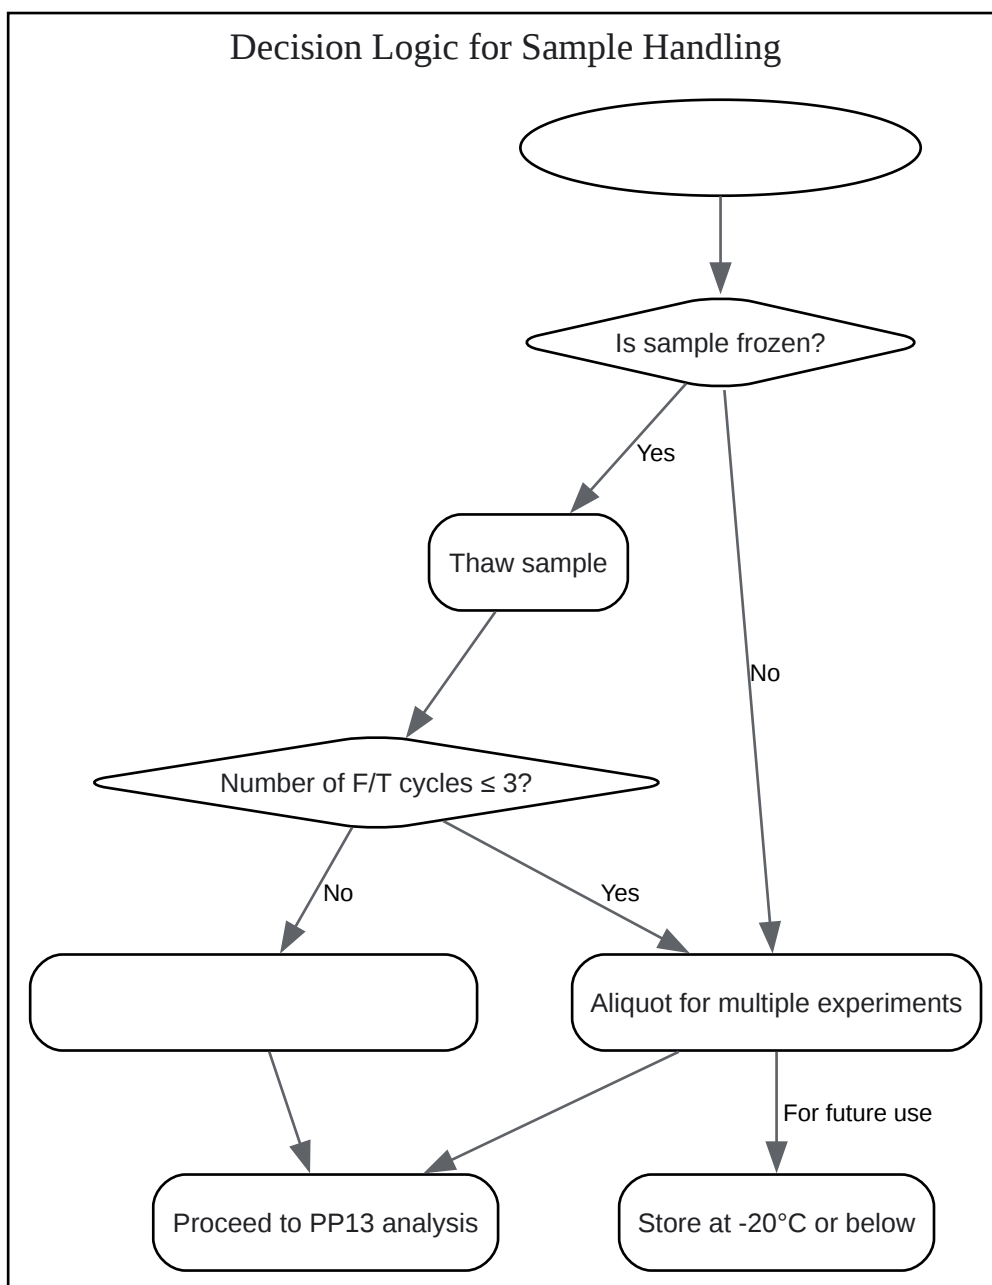 Decision Logic for Sample Handling
Is sample frozen?
Yes
Thaw sample
No
Number of F/T cycles ≤ 3?
No
Yes
Aliquot for multiple experiments
For future use
Proceed to PP13 analysis
Store at -20°C or below